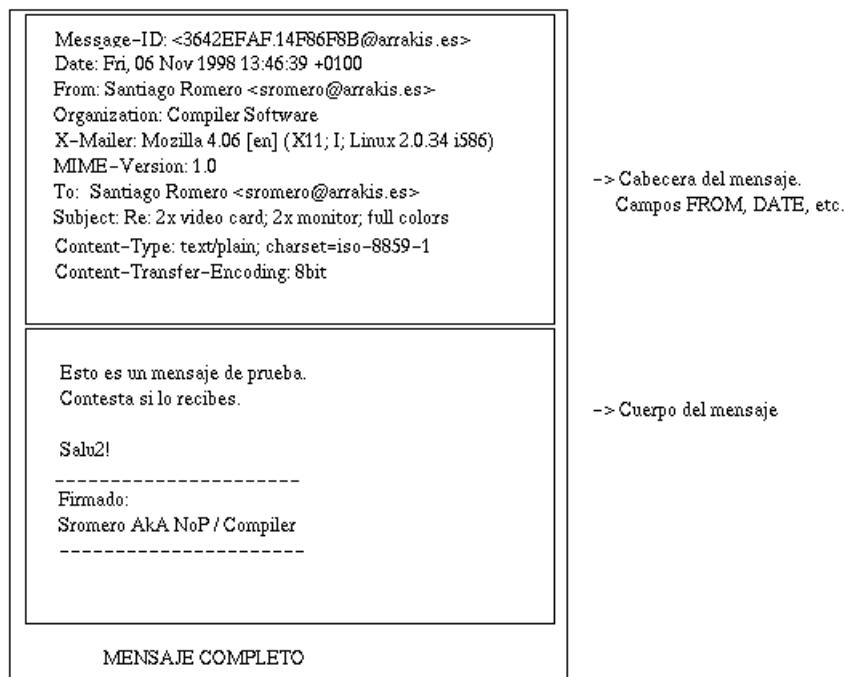 Message-ID: <3642EFAF.14F86F8B@arrakis.es>
Date: Fri, 06 Nov 1998 13:46:39 +0100
From: Santiago Romero <sromero@arrakis.es>
Organization: Compiler Software
X-Mailer: Mozilla 4.06 [en] (X11; I; Linux 2.0.34 i586)
MIME-Version: 1.0
To: Santiago Romero <sromero@arrakis.es>
Subject: Re: 2x video card; 2x monitor; full colors
Content-Type: text/plain; charset=iso-8859-1
Content-Transfer-Encoding: 8bit
-> Cabecera del mensaje.
Campos FROM, DATE, etc.
Esto es un mensaje de prueba.
Contesta si lo recibes.
Salu2!
----------------------
Firmado:
Sromero AkA NoP / Compiler
----------------------
-> Cuerpo del mensaje
MENSAJE COMPLETO